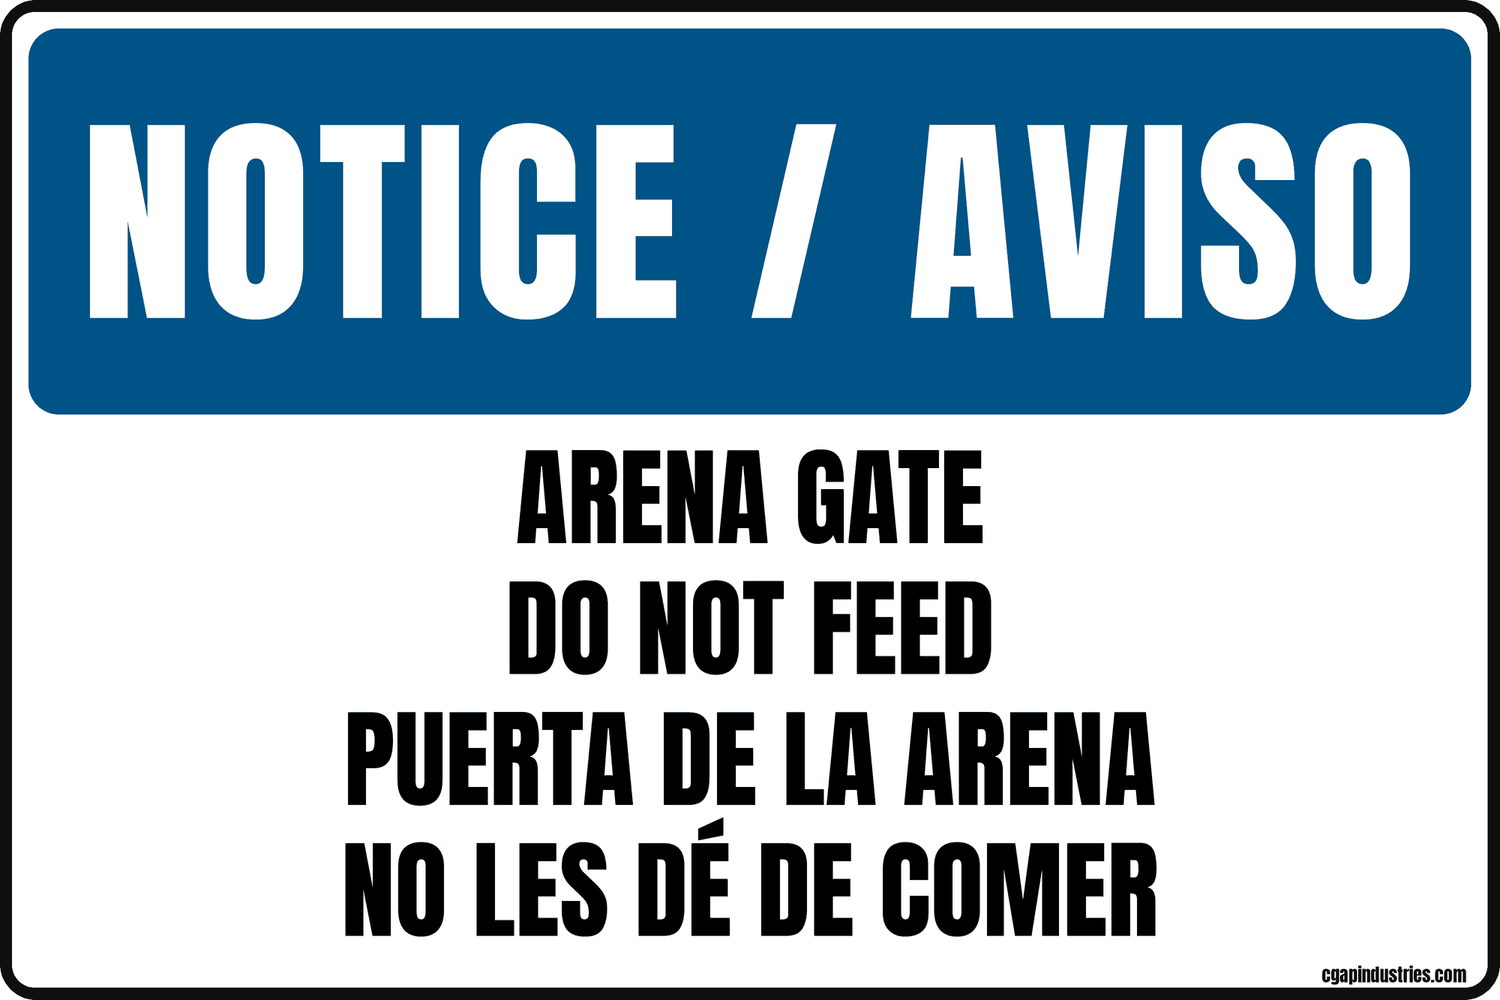 NOTICE / AVISO
ARENA GATE
DO NOT FEED
PUERTA DE LA ARENA
NO LES DÉ DE COMER
cgapindustries.com